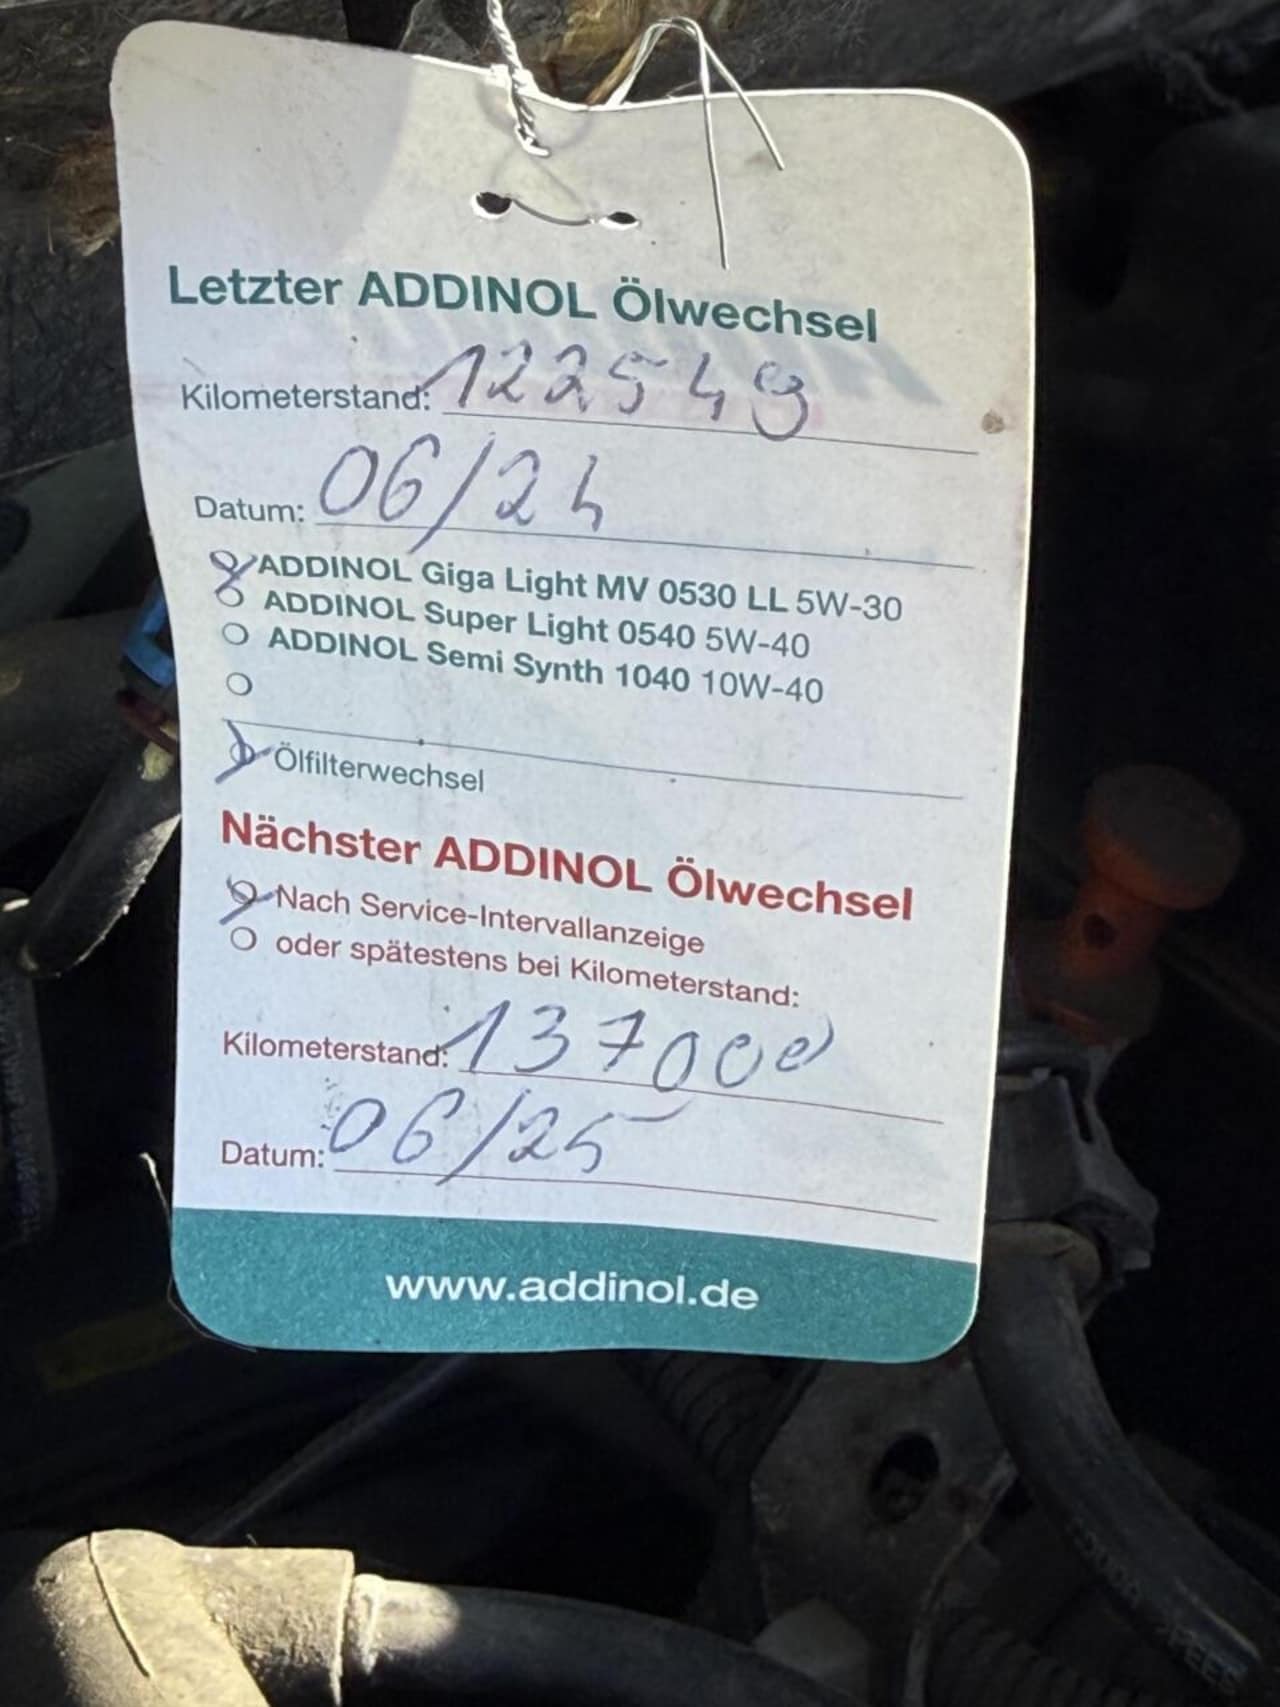 Letzter ADDINOL Ölwechsel
Kilometerstand: 122549
Datum: 06/24
ADDINOL Giga Light MV 0530 LL 5W-30
ADDINOL Super Light 0540 5W-40
ADDINOL Semi Synth 1040 10W-40
Ölfilterwechsel
Nächster ADDINOL Ölwechsel
Nach Service-Intervallanzeige
oder spätestens bei Kilometerstand:
Kilometerstand: 137000
Datum: 06/25
www.addinol.de